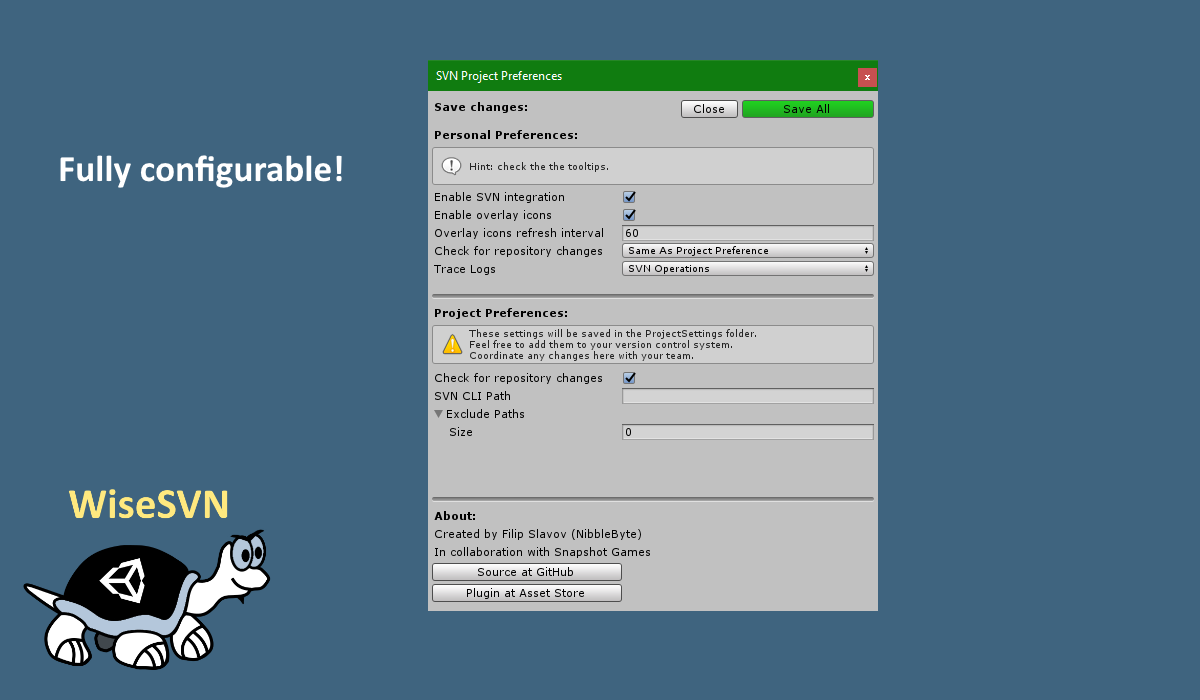 Fully configurable!
WiseSVN
SVN Project Preferences
x
Save changes:
Close
Save All
Personal Preferences:
Hint: check the the tooltips.
Enable SVN integration
Enable overlay icons
Overlay icons refresh interval 60
Check for repository changes Same As Project Preference
Trace Logs SVN Operations
Project Preferences:
These settings will be saved in the ProjectSettings folder.
Feel free to add them to your version control system.
Coordinate any changes here with your team.
Check for repository changes
SVN CLI Path
Exclude Paths
Size 0
About:
Created by Filip Slavov (NibbleByte)
In collaboration with Snapshot Games
Source at GitHub
Plugin at Asset Store